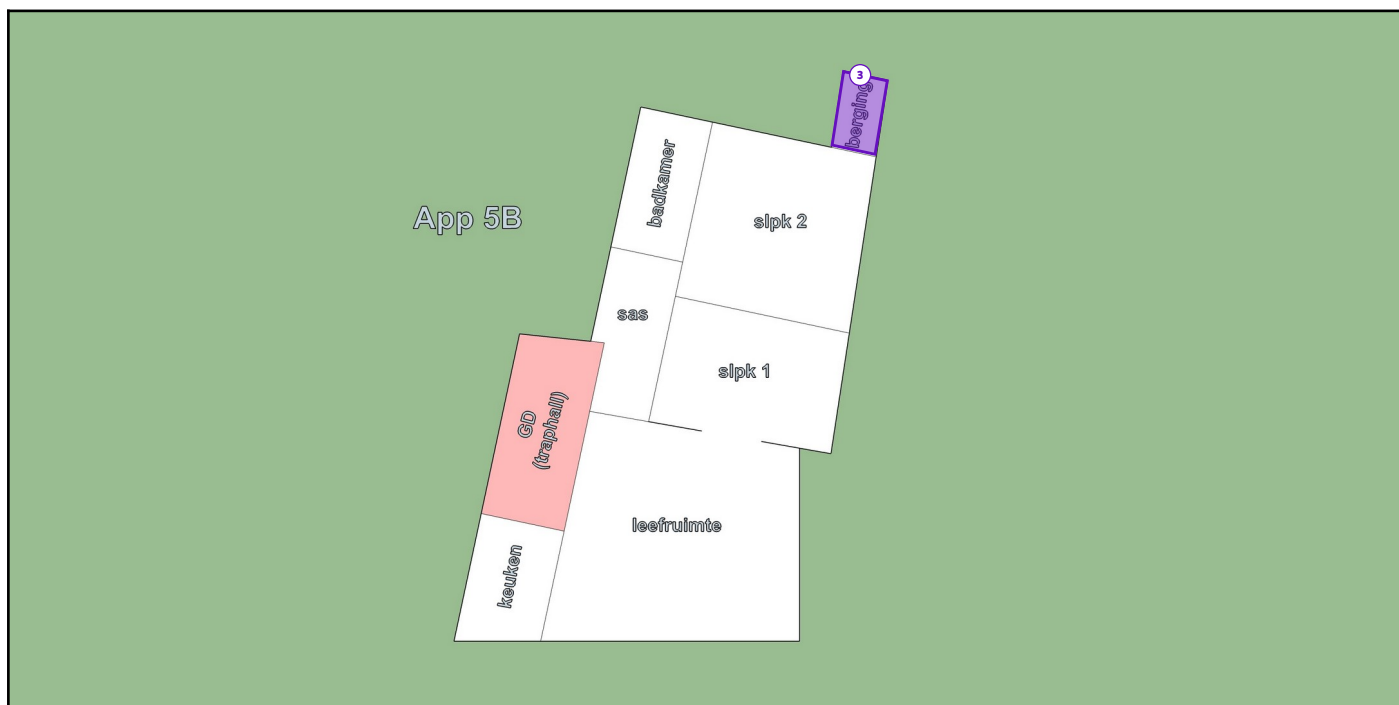 3
berging
badkamer
App 5B
slpk 2
sas
slpk 1
GD
(traphall)
leefruimte
keuken